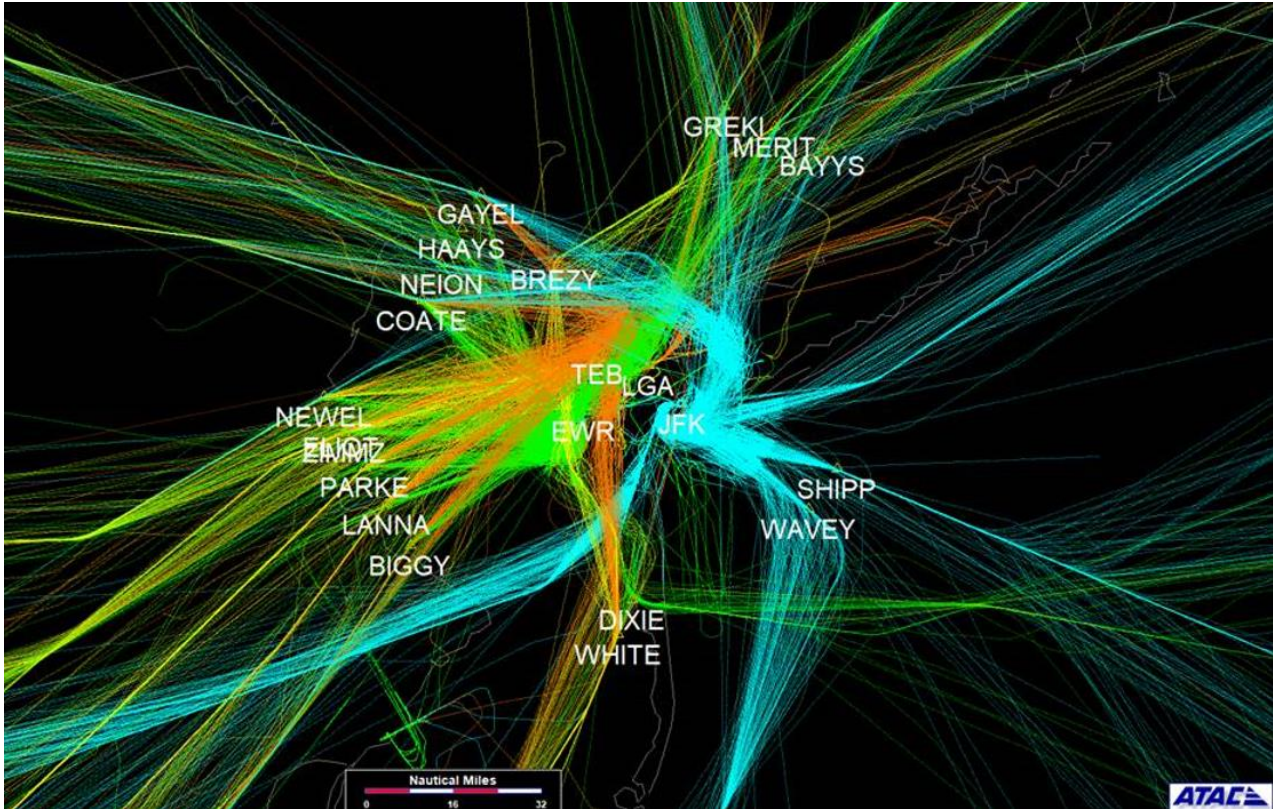 GREKI
MERIT
BAYYS
GAYEL
HAAYS
NEION
BREZY
COATE
TEB
LGA
NEWEL
EWR
JFK
PARKE
SHIPP
LANNA
WAVEY
BIGGY
DIXIE
WHITE
Nautical Miles
0 16 32
ATAC